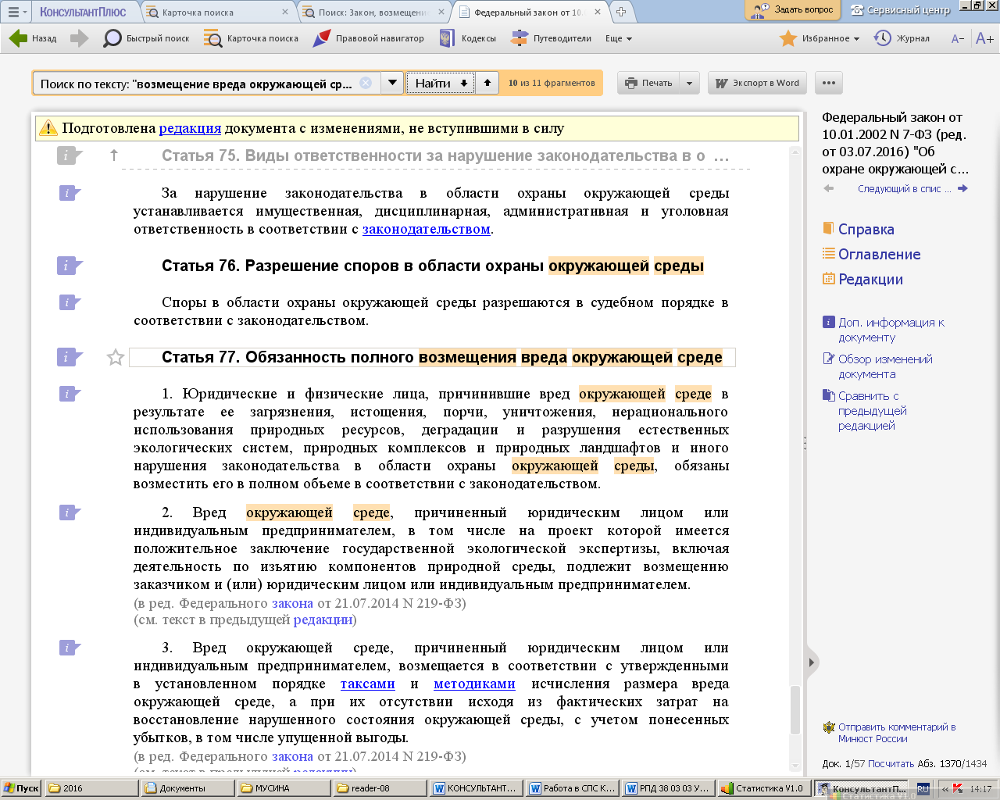 КонсультантПлюс
Карточка поиска
Поиск: Закон, возмещени
Федеральный закон от 10.
Задать вопрос
Сервисный центр
Назад
Быстрый поиск
Карточка поиска
Правовой навигатор
Кодексы
Путеводители
Еще
Избранное
Журнал
A−
A+
Поиск по тексту: "возмещение вреда окружающей ср...
Найти
10 из 11 фрагментов
Печать
Экспорт в Word
Подготовлена редакция документа с изменениями, не вступившими в силу
Статья 75. Виды ответственности за нарушение законодательства в о ...
За нарушение законодательства в области охраны окружающей среды
устанавливается имущественная, дисциплинарная, административная и уголовная
ответственность в соответствии с законодательством.
Статья 76. Разрешение споров в области охраны окружающей среды
Споры в области охраны окружающей среды разрешаются в судебном порядке в
соответствии с законодательством.
Статья 77. Обязанность полного возмещения вреда окружающей среде
1. Юридические и физические лица, причинившие вред окружающей среде в
результате ее загрязнения, истощения, порчи, уничтожения, нерационального
использования природных ресурсов, деградации и разрушения естественных
экологических систем, природных комплексов и природных ландшафтов и иного
нарушения законодательства в области охраны окружающей среды, обязаны
возместить его в полном объеме в соответствии с законодательством.
2. Вред окружающей среде, причиненный юридическим лицом или
индивидуальным предпринимателем, в том числе на проект которой имеется
положительное заключение государственной экологической экспертизы, включая
деятельность по изъятию компонентов природной среды, подлежит возмещению
заказчиком и (или) юридическим лицом или индивидуальным предпринимателем.
(в ред. Федерального закона от 21.07.2014 N 219-ФЗ)
(см. текст в предыдущей редакции)
3. Вред окружающей среде, причиненный юридическим лицом или
индивидуальным предпринимателем, возмещается в соответствии с утвержденными
в установленном порядке таксами и методиками исчисления размера вреда
окружающей среде, а при их отсутствии исходя из фактических затрат на
восстановление нарушенного состояния окружающей среды, с учетом понесенных
убытков, в том числе упущенной выгоды.
(в ред. Федерального закона от 21.07.2014 N 219-ФЗ)
(см. текст в предыдущей редакции)
Федеральный закон от
10.01.2002 N 7-ФЗ (ред.
от 03.07.2016) "Об
охране окружающей с...
Следующий в спис ...
Справка
Оглавление
Редакции
Доп. информация к
документу
Обзор изменений
документа
Сравнить с
предыдущей
редакцией
Отправить комментарий в
Минюст России
Док. 1/57 Посчитать Абз. 1370/1434
Пуск
2016
Документы
МУСИНА
reader-08
КОНСУЛЬТАНТ...
Работа в СПС К...
РПД 38 03 03 У...
Статистика V1.0
КонсультантП...
RU
14:17
Статистика V1.0